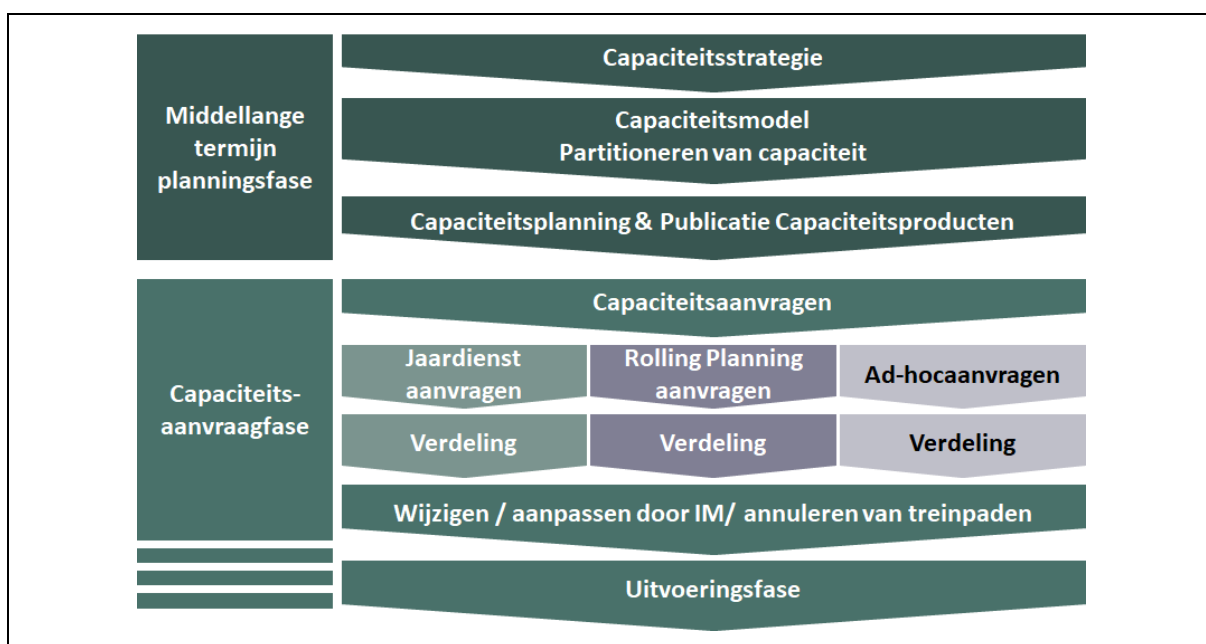 Middellange
termijn
planningsfase
Capaciteitsstrategie
Capaciteitsmodel
Partitioneren van capaciteit
Capaciteitsplanning & Publicatie Capaciteitsproducten
Capaciteits-
aanvraagfase
Capaciteitsaanvragen
Jaardienst
aanvragen
Rolling Planning
aanvragen
Ad-hocaanvragen
Verdeling
Verdeling
Verdeling
Wijzigen / aanpassen door IM/ annuleren van treinpaden
Uitvoeringsfase